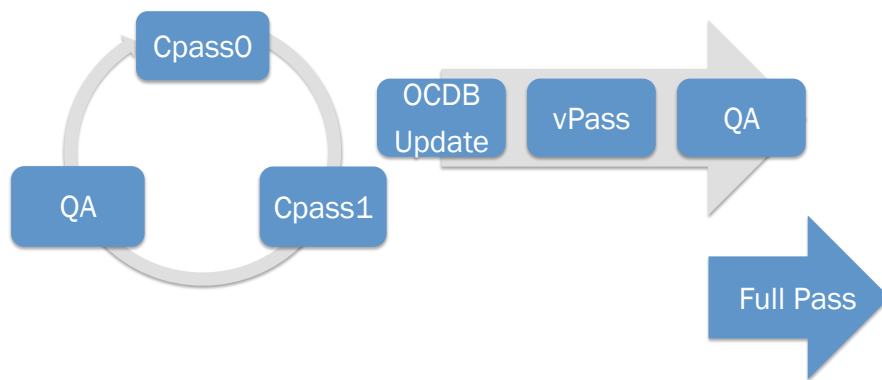 Cpass0
QA
Cpass1
OCDB
Update
vPass
QA
Full Pass